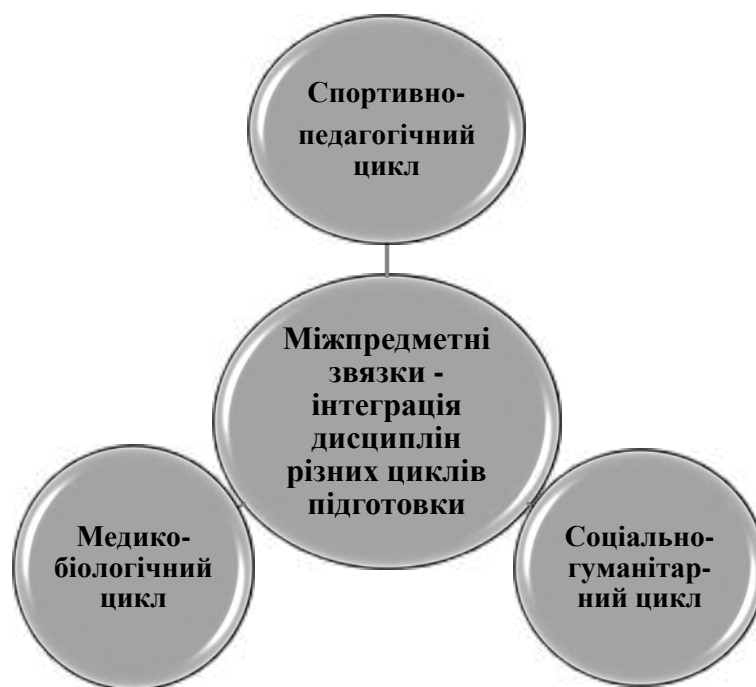 Спортивно-
педагогічний
цикл
Міжпредметні
звязки -
інтеграція
дисциплін
різних циклів
підготовки
Медико-
біологічний
цикл
Соціально-
гуманітар-
ний цикл